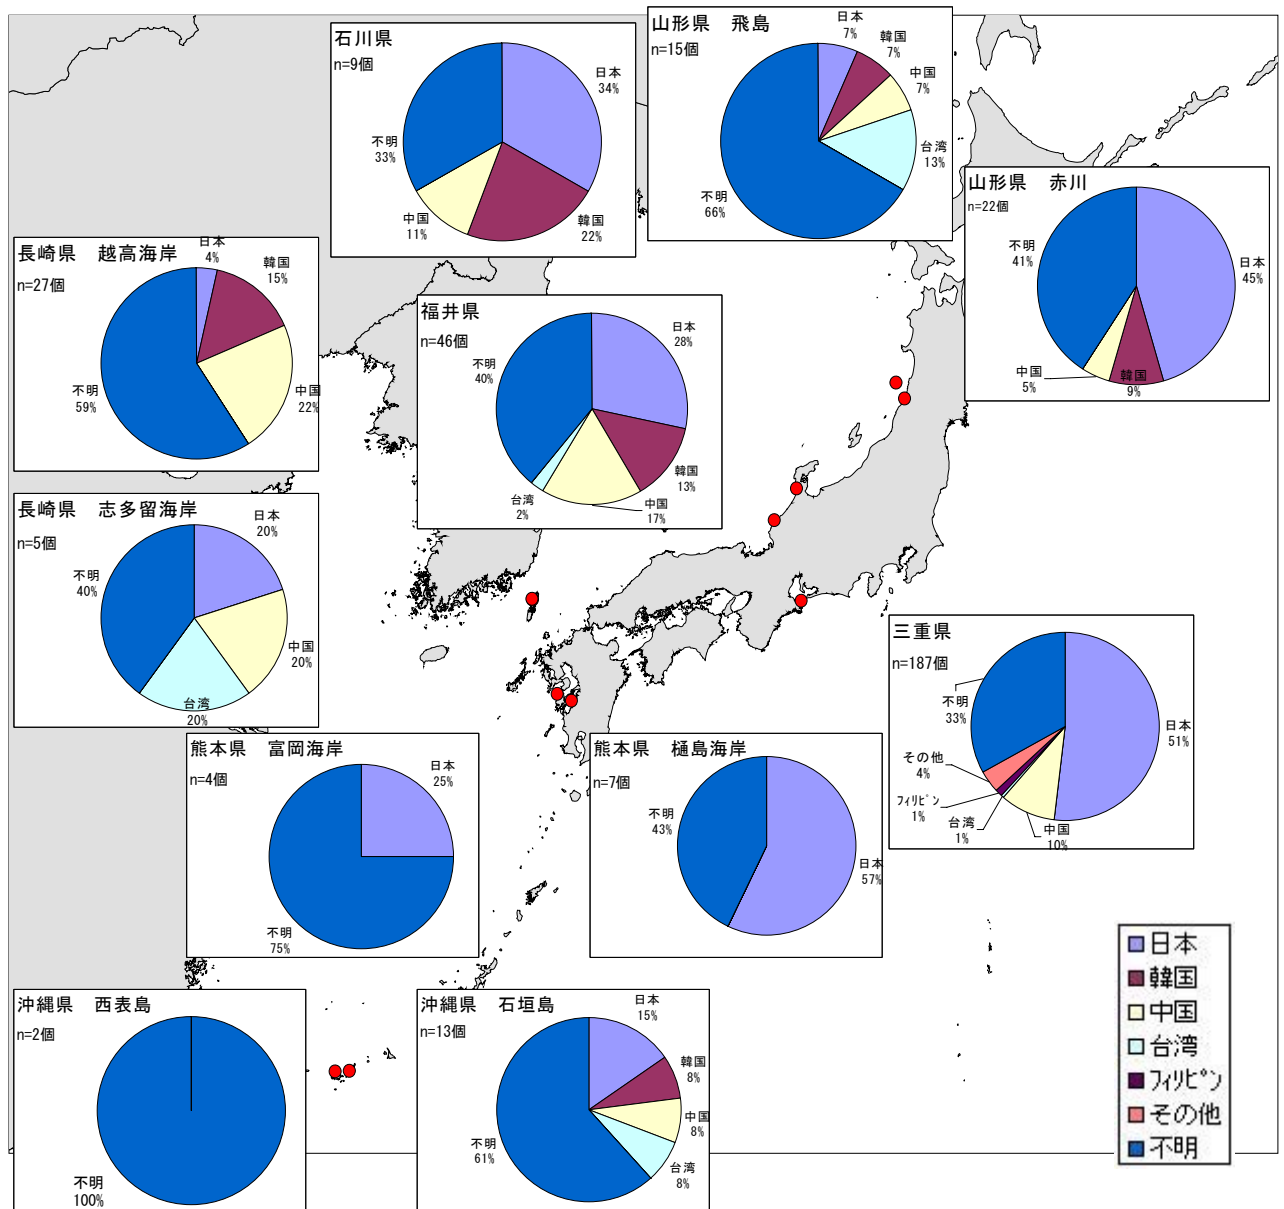 石川県
n=9個
日本
34%
韓国
22%
中国
11%
不明
33%
山形県　飛島
n=15個
日本
7%
韓国
7%
中国
7%
台湾
13%
不明
66%
山形県　赤川
n=22個
日本
45%
韓国
9%
中国
5%
不明
41%
長崎県　越高海岸
n=27個
日本
4%
韓国
15%
中国
22%
不明
59%
福井県
n=46個
日本
28%
韓国
13%
中国
17%
台湾
2%
不明
40%
長崎県　志多留海岸
n=5個
日本
20%
中国
20%
台湾
20%
不明
40%
三重県
n=187個
日本
51%
中国
10%
台湾
1%
フィリピン
1%
その他
4%
不明
33%
熊本県　富岡海岸
n=4個
日本
25%
不明
75%
熊本県　樋島海岸
n=7個
日本
57%
不明
43%
沖縄県　西表島
n=2個
不明
100%
沖縄県　石垣島
n=13個
日本
15%
韓国
8%
中国
8%
台湾
8%
不明
61%
日本
韓国
中国
台湾
フィリピン
その他
不明